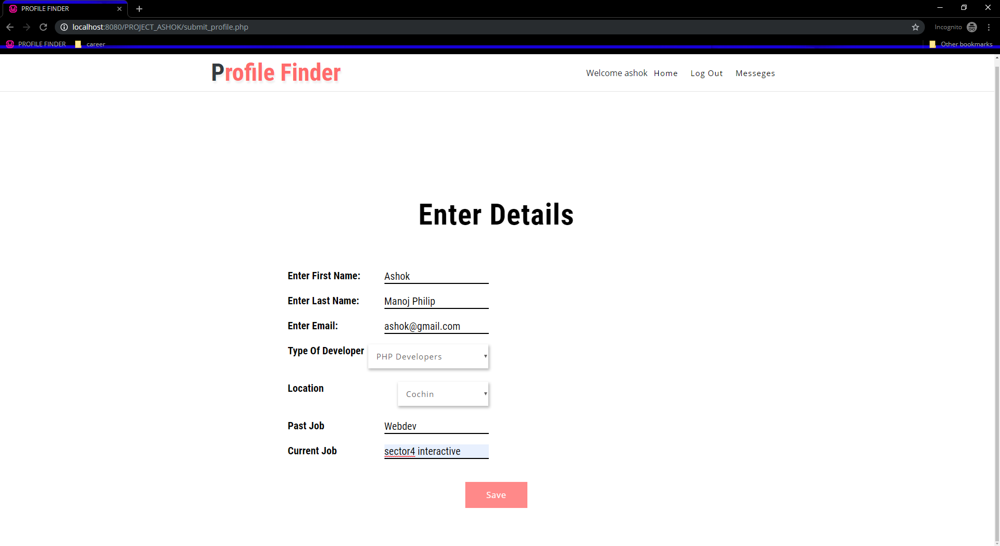 PROFILE FINDER
localhost:8080/PROJECT_ASHOK/submit_profile.php
Incognito
PROFILE FINDER career Other bookmarks
Profile Finder
Welcome ashok Home Log Out Messeges
Enter Details
Enter First Name: Ashok
Enter Last Name: Manoj Philip
Enter Email: ashok@gmail.com
Type Of Developer PHP Developers
Location Cochin
Past Job Webdev
Current Job sector4 interactive
Save